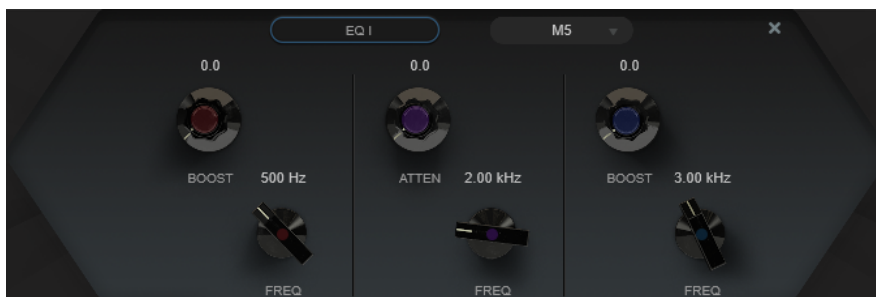 EQ I M5 ×
0.0 0.0 0.0
BOOST 500 Hz ATTEN 2.00 kHz BOOST 3.00 kHz
FREQ FREQ FREQ